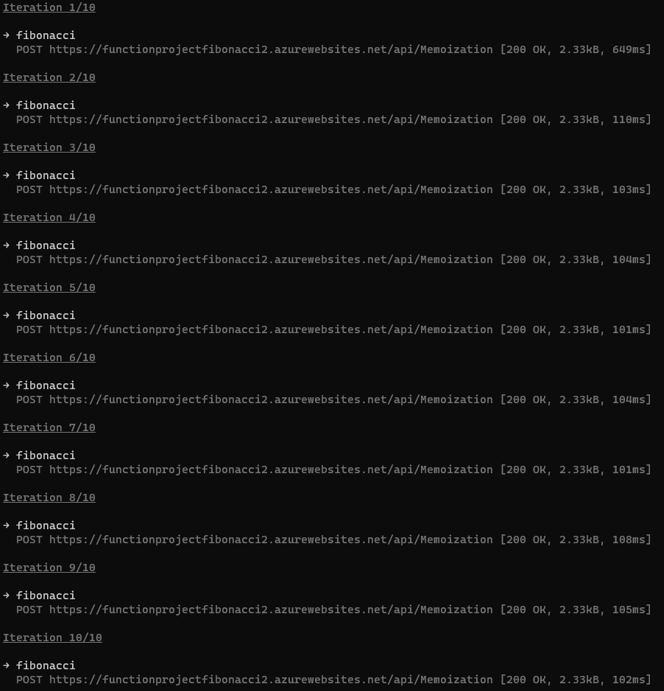 Iteration 1/10
→ fibonacci
POST https://functionprojectfibonacci2.azurewebsites.net/api/Memoization [200 OK, 2.33kB, 649ms]
Iteration 2/10
→ fibonacci
POST https://functionprojectfibonacci2.azurewebsites.net/api/Memoization [200 OK, 2.33kB, 110ms]
Iteration 3/10
→ fibonacci
POST https://functionprojectfibonacci2.azurewebsites.net/api/Memoization [200 OK, 2.33kB, 103ms]
Iteration 4/10
→ fibonacci
POST https://functionprojectfibonacci2.azurewebsites.net/api/Memoization [200 OK, 2.33kB, 104ms]
Iteration 5/10
→ fibonacci
POST https://functionprojectfibonacci2.azurewebsites.net/api/Memoization [200 OK, 2.33kB, 101ms]
Iteration 6/10
→ fibonacci
POST https://functionprojectfibonacci2.azurewebsites.net/api/Memoization [200 OK, 2.33kB, 104ms]
Iteration 7/10
→ fibonacci
POST https://functionprojectfibonacci2.azurewebsites.net/api/Memoization [200 OK, 2.33kB, 101ms]
Iteration 8/10
→ fibonacci
POST https://functionprojectfibonacci2.azurewebsites.net/api/Memoization [200 OK, 2.33kB, 108ms]
Iteration 9/10
→ fibonacci
POST https://functionprojectfibonacci2.azurewebsites.net/api/Memoization [200 OK, 2.33kB, 105ms]
Iteration 10/10
→ fibonacci
POST https://functionprojectfibonacci2.azurewebsites.net/api/Memoization [200 OK, 2.33kB, 102ms]